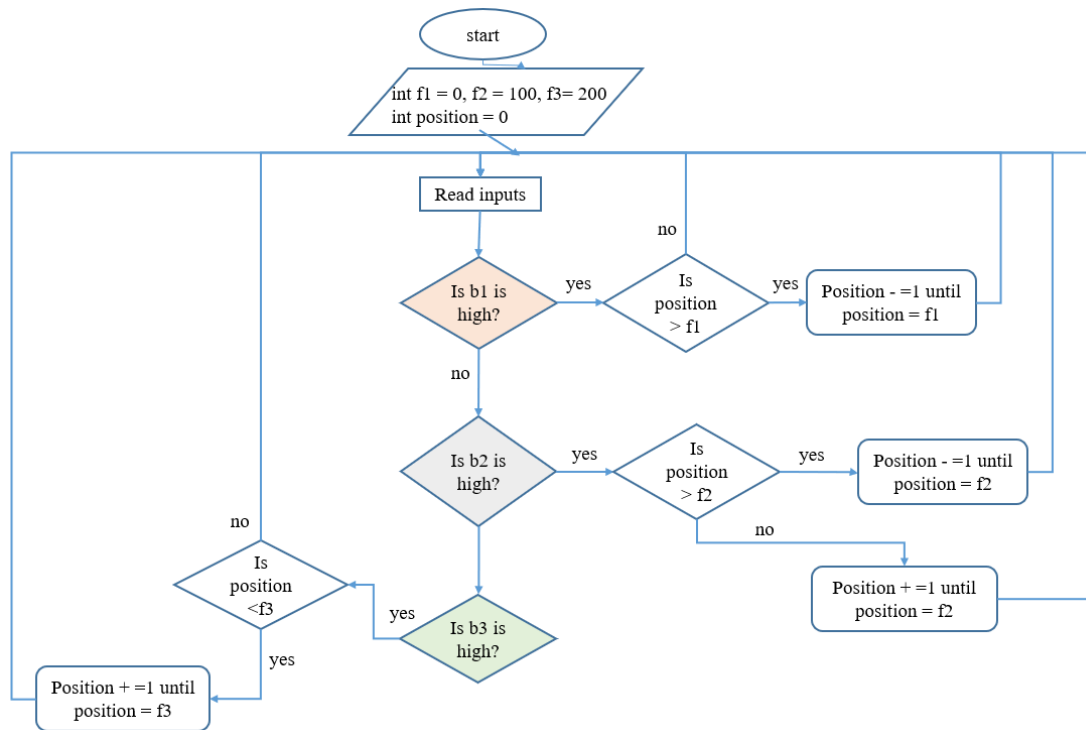 start
int f1 = 0, f2 = 100, f3= 200
int position = 0
Read inputs
no
Is b1 is
high?
yes
Is
position
> f1
yes
Position - =1 until
position = f1
no
Is b2 is
high?
yes
Is
position
> f2
yes
Position - =1 until
position = f2
no
no
Is
position
<f3
yes
Is b3 is
high?
Position + =1 until
position = f2
yes
Position + =1 until
position = f3